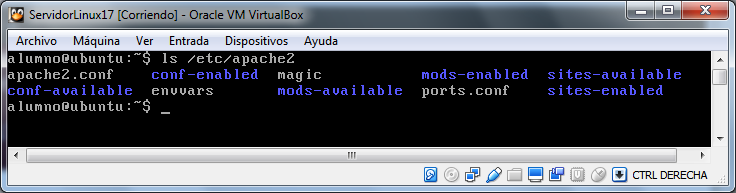 ServidorLinux17 [Corriendo] - Oracle VM VirtualBox
Archivo Máquina Ver Entrada Dispositivos Ayuda
alumno@ubuntu:~$ ls /etc/apache2
apache2.conf conf-enabled magic mods-enabled sites-available
conf-available envvars mods-available ports.conf sites-enabled
alumno@ubuntu:~$ _
CTRL DERECHA